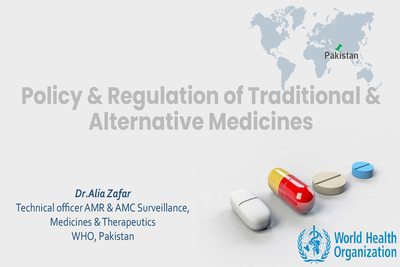 Pakistan
Policy & Regulation of Traditional &
Alternative Medicines
Dr.Alia Zafar
Technical officer AMR & AMC Surveillance,
Medicines & Therapeutics
WHO, Pakistan
World Health
Organization